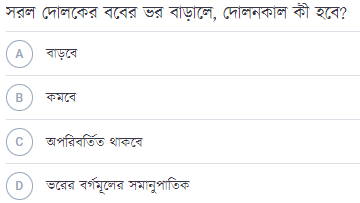 সরল দোলকের ববের ভর বাড়ালে, দোলনকাল কী হবে?
A বাড়বে
B কমবে
C অপরিবর্তিত থাকবে
D ভরের বর্গমূলের সমানুপাতিক